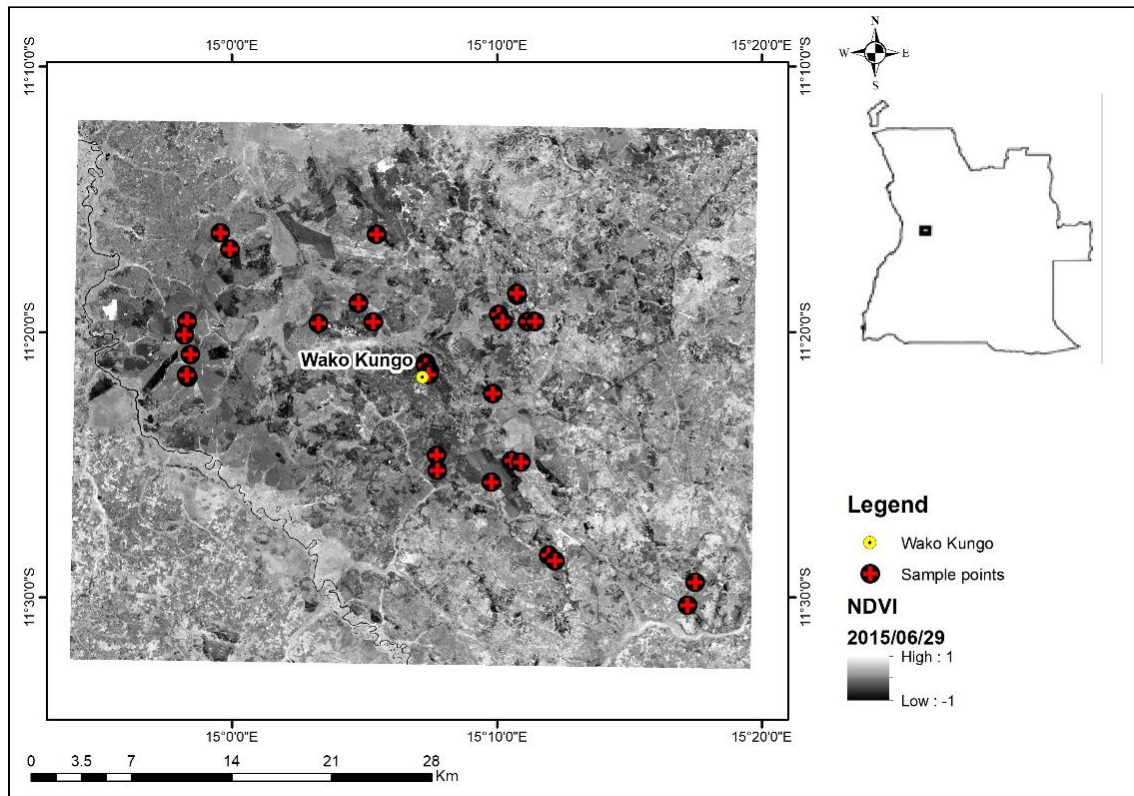 15°0'0"E 15°10'0"E 15°20'0"E
11°10'0"S
11°10'0"S
11°20'0"S
11°20'0"S
11°30'0"S
11°30'0"S
Wako Kungo
15°0'0"E 15°10'0"E 15°20'0"E
0 3.5 7 14 21 28
Km
N
W E
S
Legend
Wako Kungo
Sample points
NDVI
2015/06/29
High : 1
Low : -1